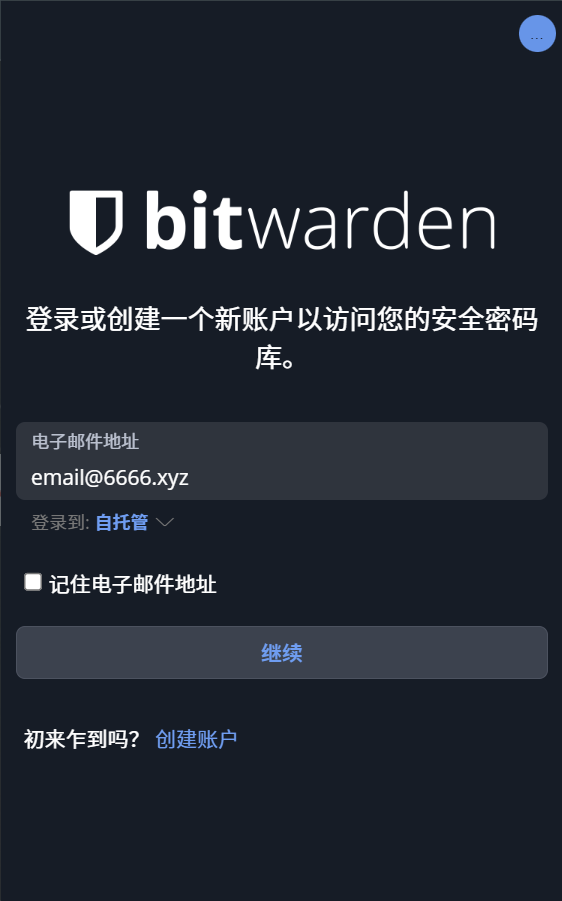 ...
bitwarden
登录或创建一个新账户以访问您的安全密码
库。
电子邮件地址
email@6666.xyz
登录到: 自托管
记住电子邮件地址
继续
初来乍到吗? 创建账户